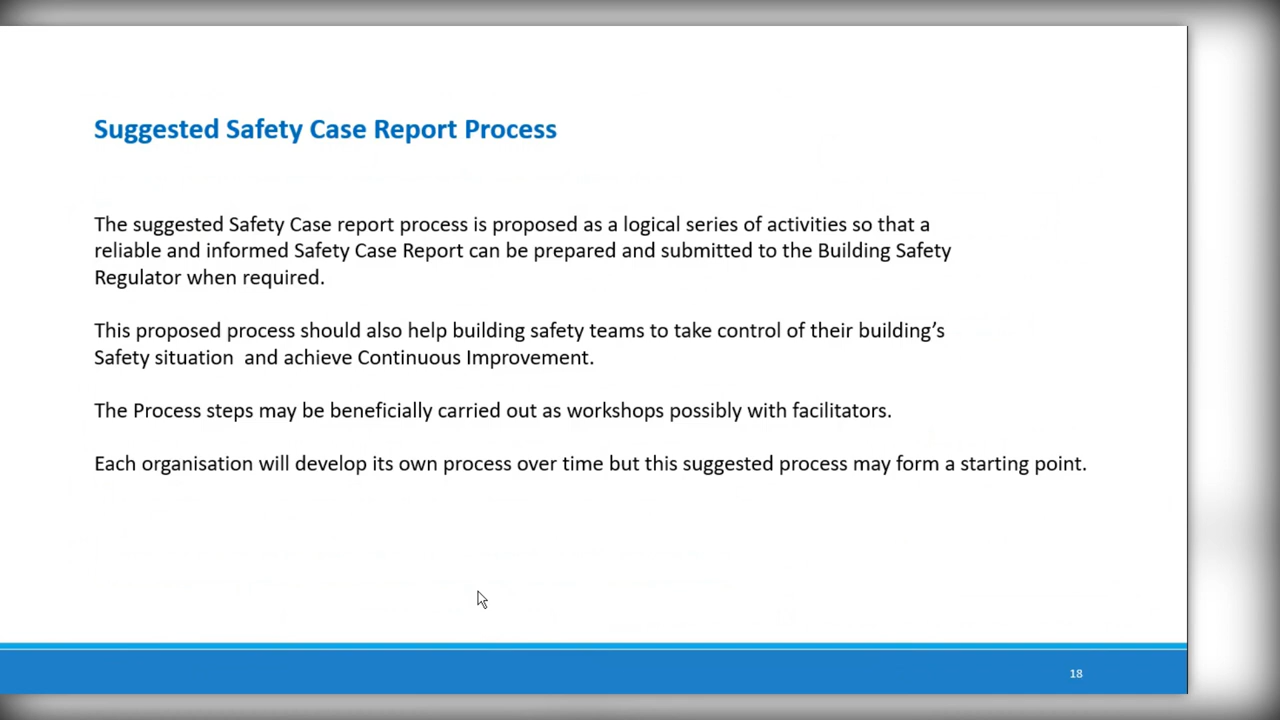 Suggested Safety Case Report Process
The suggested Safety Case report process is proposed as a logical series of activities so that a
reliable and informed Safety Case Report can be prepared and submitted to the Building Safety
Regulator when required.
This proposed process should also help building safety teams to take control of their building’s
Safety situation  and achieve Continuous Improvement.
The Process steps may be beneficially carried out as workshops possibly with facilitators.
Each organisation will develop its own process over time but this suggested process may form a starting point.
18